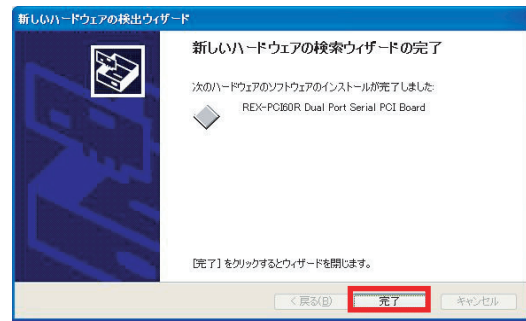 新しいハードウェアの検出ウィザード
新しいハードウェアの検索ウィザードの完了
次のハードウェアのソフトウェアのインストールが完了しました:
REX-PCI60R Dual Port Serial PCI Board
[完了] をクリックするとウィザードを閉じます。
< 戻る(B)
完了
キャンセル